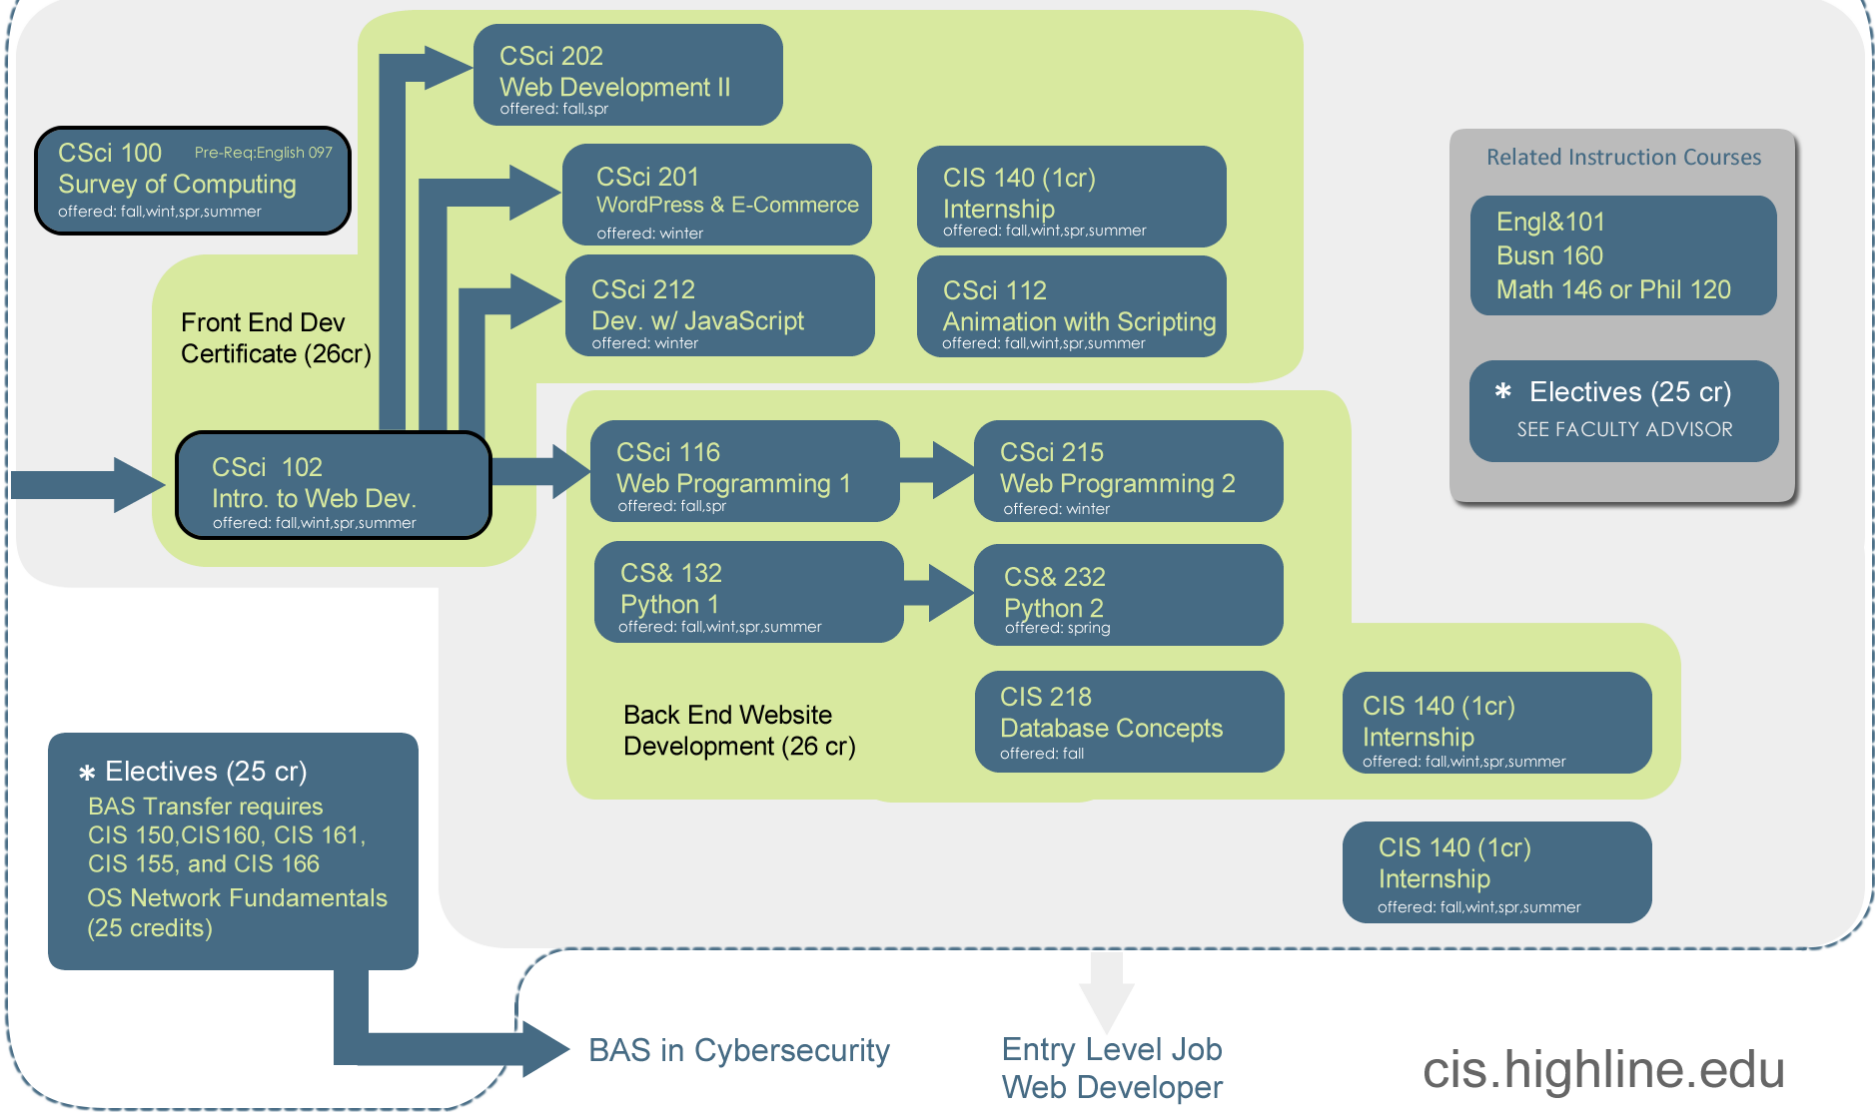 CSci 202
Web Development II
offered: fall,spr
CSci 100 Pre-Req:English 097
Survey of Computing
offered: fall,wint,spr,summer
CSci 201
WordPress & E-Commerce
offered: winter
CIS 140 (1cr)
Internship
offered: fall,wint,spr,summer
CSci 212
Dev. w/ JavaScript
offered: winter
CSci 112
Animation with Scripting
offered: fall,wint,spr,summer
Front End Dev
Certificate (26cr)
Related Instruction Courses
Engl&101
Busn 160
Math 146 or Phil 120
* Electives (25 cr)
SEE FACULTY ADVISOR
CSci 102
Intro. to Web Dev.
offered: fall,wint,spr,summer
CSci 116
Web Programming 1
offered: fall,spr
CSci 215
Web Programming 2
offered: winter
CS& 132
Python 1
offered: fall,wint,spr,summer
CS& 232
Python 2
offered: spring
Back End Website
Development (26 cr)
CIS 218
Database Concepts
offered: fall
CIS 140 (1cr)
Internship
offered: fall,wint,spr,summer
CIS 140 (1cr)
Internship
offered: fall,wint,spr,summer
* Electives (25 cr)
BAS Transfer requires
CIS 150,CIS160, CIS 161,
CIS 155, and CIS 166
OS Network Fundamentals
(25 credits)
BAS in Cybersecurity
Entry Level Job
Web Developer
cis.highline.edu